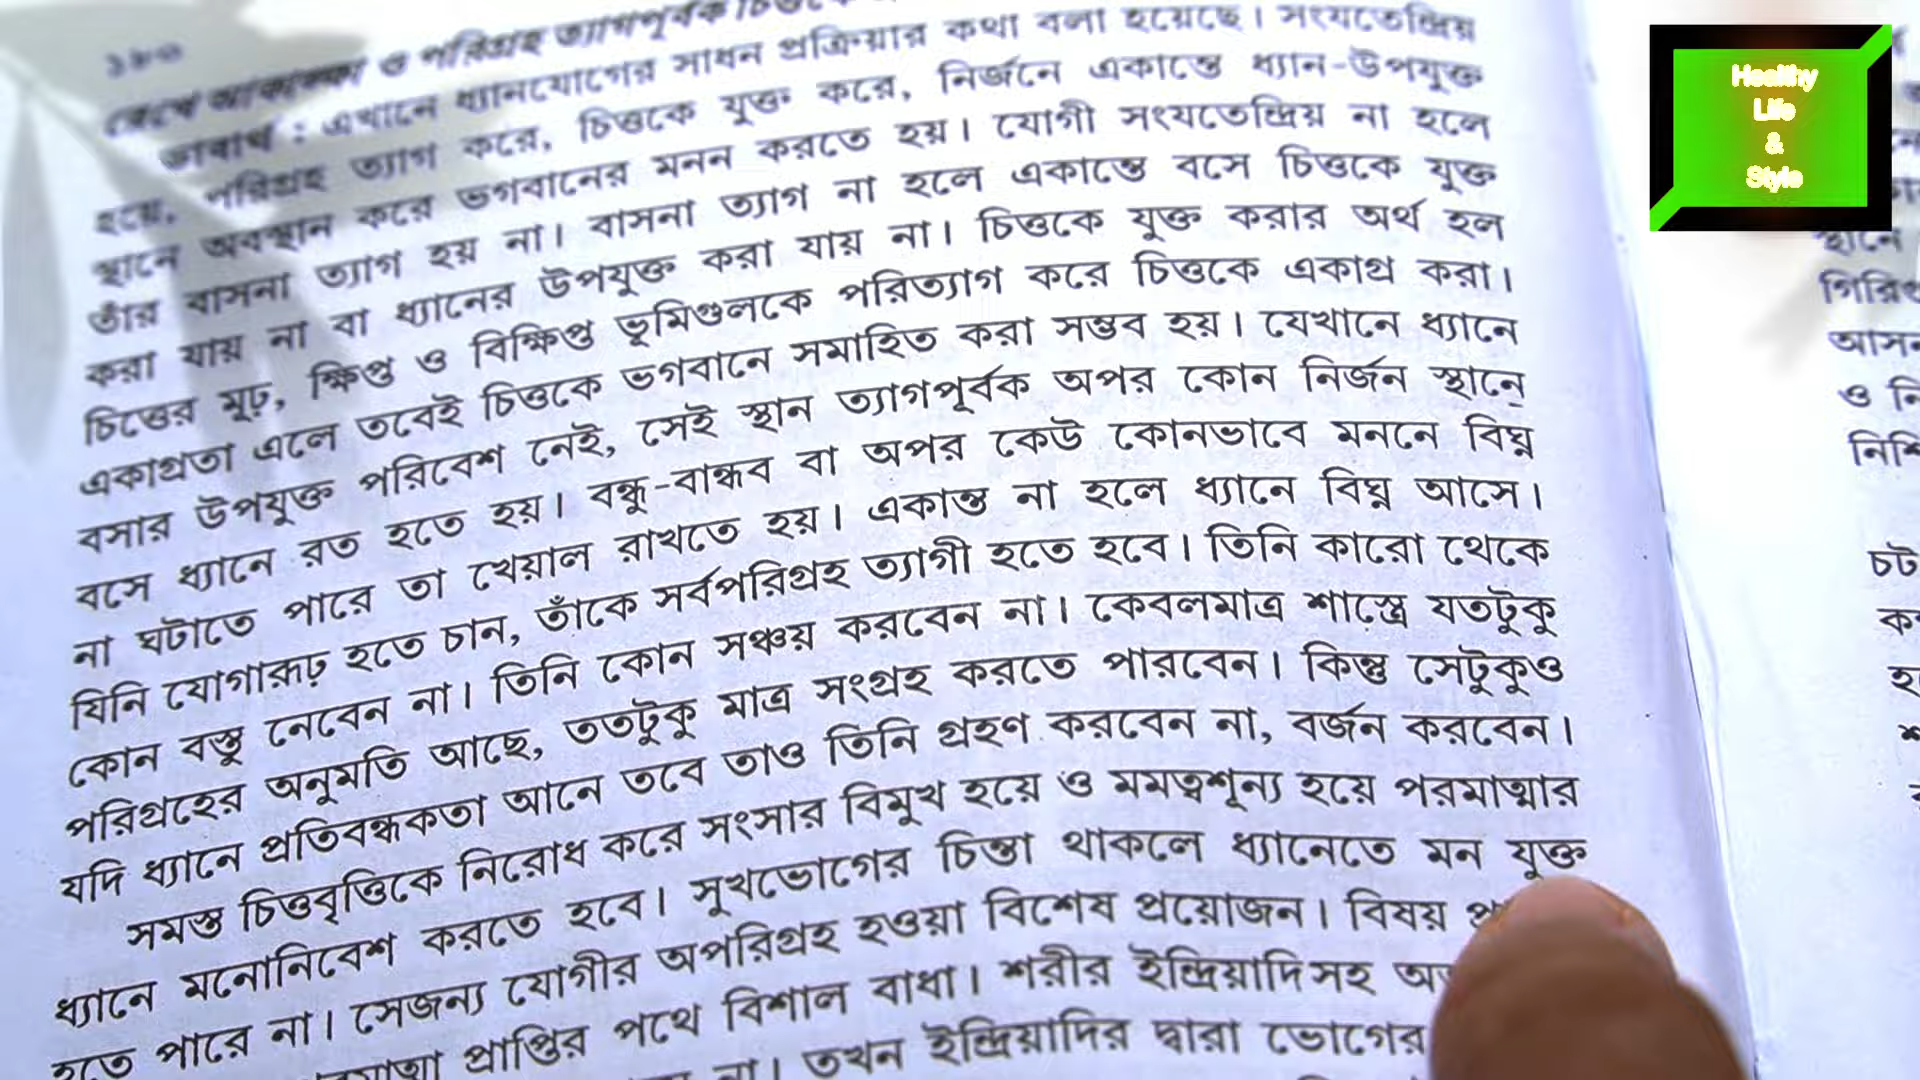 ১৮০
রেখে আকাঙ্ক্ষা ও পরিগ্রহ ত্যাগপূর্বক
ভাবার্থ : এখানে ধ্যানযোগের সাধন প্রক্রিয়ার কথা বলা হয়েছে। সংযতেন্দ্রিয়
হয়ে, পরিগ্রহ ত্যাগ করে, চিত্তকে যুক্ত করে, নির্জনে একান্তে ধ্যান-উপযুক্ত
স্থানে অবস্থান করে ভগবানের মনন করতে হয়। যোগী সংযতেন্দ্রিয় না হলে
তাঁর বাসনা ত্যাগ হয় না। বাসনা ত্যাগ না হলে একান্তে বসে চিত্তকে যুক্ত
করা যায় না বা ধ্যানের উপযুক্ত করা যায় না। চিত্তকে যুক্ত করার অর্থ হল
চিত্তের মূঢ়, ক্ষিপ্ত ও বিক্ষিপ্ত ভূমিগুলকে পরিত্যাগ করে চিত্তকে একাগ্র করা।
একাগ্রতা এলে তবেই চিত্তকে ভগবানে সমাহিত করা সম্ভব হয়। যেখানে ধ্যানে
বসার উপযুক্ত পরিবেশ নেই, সেই স্থান ত্যাগপূর্বক অপর কোন নির্জন স্থানে
বসে ধ্যানে রত হতে হয়। বন্ধু-বান্ধব বা অপর কেউ কোনভাবে মননে বিঘ্ন
না ঘটাতে পারে তা খেয়াল রাখতে হয়। একান্ত না হলে ধ্যানে বিঘ্ন আসে।
যিনি যোগারূঢ় হতে চান, তাঁকে সর্বপরিগ্রহ ত্যাগী হতে হবে। তিনি কারো থেকে
কোন বস্তু নেবেন না। তিনি কোন সঞ্চয় করবেন না। কেবলমাত্র শাস্ত্রে যতটুকু
পরিগ্রহের অনুমতি আছে, ততটুকু মাত্র সংগ্রহ করতে পারবেন। কিন্তু সেটুকুও
যদি ধ্যানে প্রতিবন্ধকতা আনে তবে তাও তিনি গ্রহণ করবেন না, বর্জন করবেন।
সমস্ত চিত্তবৃত্তিকে নিরোধ করে সংসার বিমুখ হয়ে ও মমত্বশূন্য হয়ে পরমাত্মার
ধ্যানে মনোনিবেশ করতে হবে। সুখভোগের চিন্তা থাকলে ধ্যানেতে মন যুক্ত
হতে পারে না। সেজন্য যোগীর অপরিগ্রহ হওয়া বিশেষ প্রয়োজন। বিষয়
প্রাপ্তির পথে বিশাল বাধা। শরীর ইন্দ্রিয়াদিসহ
না। তখন ইন্দ্রিয়াদির দ্বারা ভোগের
Healthy
Life
&
Style
স্থানে
আসন
ও নি
নিশি
চট